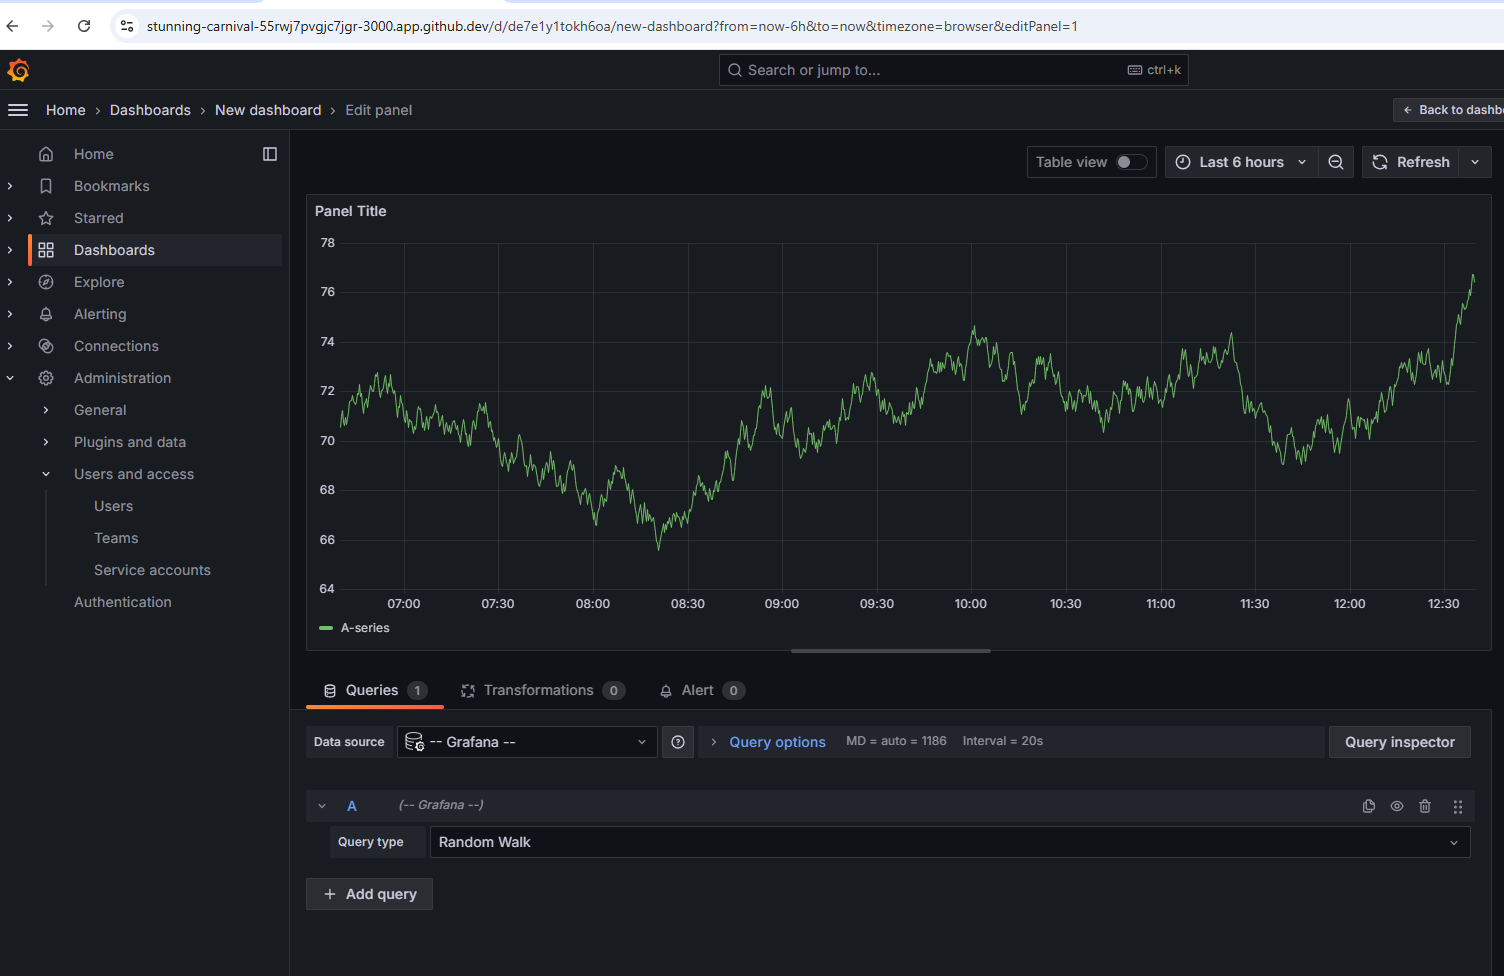 stunning-carnival-55rwj7pvgjc7jgr-3000.app.github.dev/d/de7e1y1tokh6oa/new-dashboard?from=now-6h&to=now&timezone=browser&editPanel=1
Search or jump to... ctrl+k
Home › Dashboards › New dashboard › Edit panel
← Back to dashbo
Home
Bookmarks
Starred
Dashboards
Explore
Alerting
Connections
Administration
General
Plugins and data
Users and access
Users
Teams
Service accounts
Authentication
Table view Last 6 hours Refresh
Panel Title
78
76
74
72
70
68
66
64
07:00 07:30 08:00 08:30 09:00 09:30 10:00 10:30 11:00 11:30 12:00 12:30
A-series
Queries 1 Transformations 0 Alert 0
Data source -- Grafana -- Query options MD = auto = 1186 Interval = 20s Query inspector
A (-- Grafana --)
Query type Random Walk
+ Add query